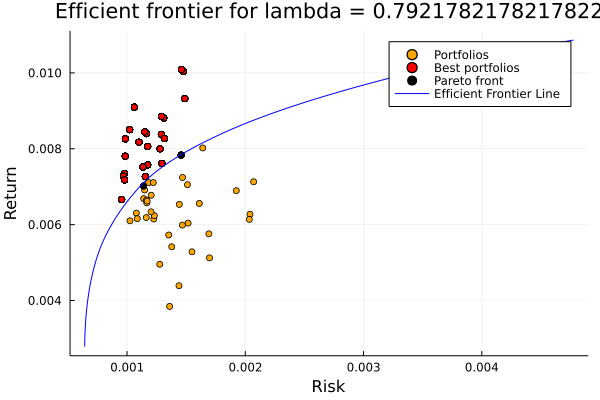 Efficient frontier for lambda = 0.7921782178217822
Portfolios
Best portfolios
Pareto front
Efficient Frontier Line
Return
0.010
0.008
0.006
0.004
0.001
0.002
0.003
0.004
Risk